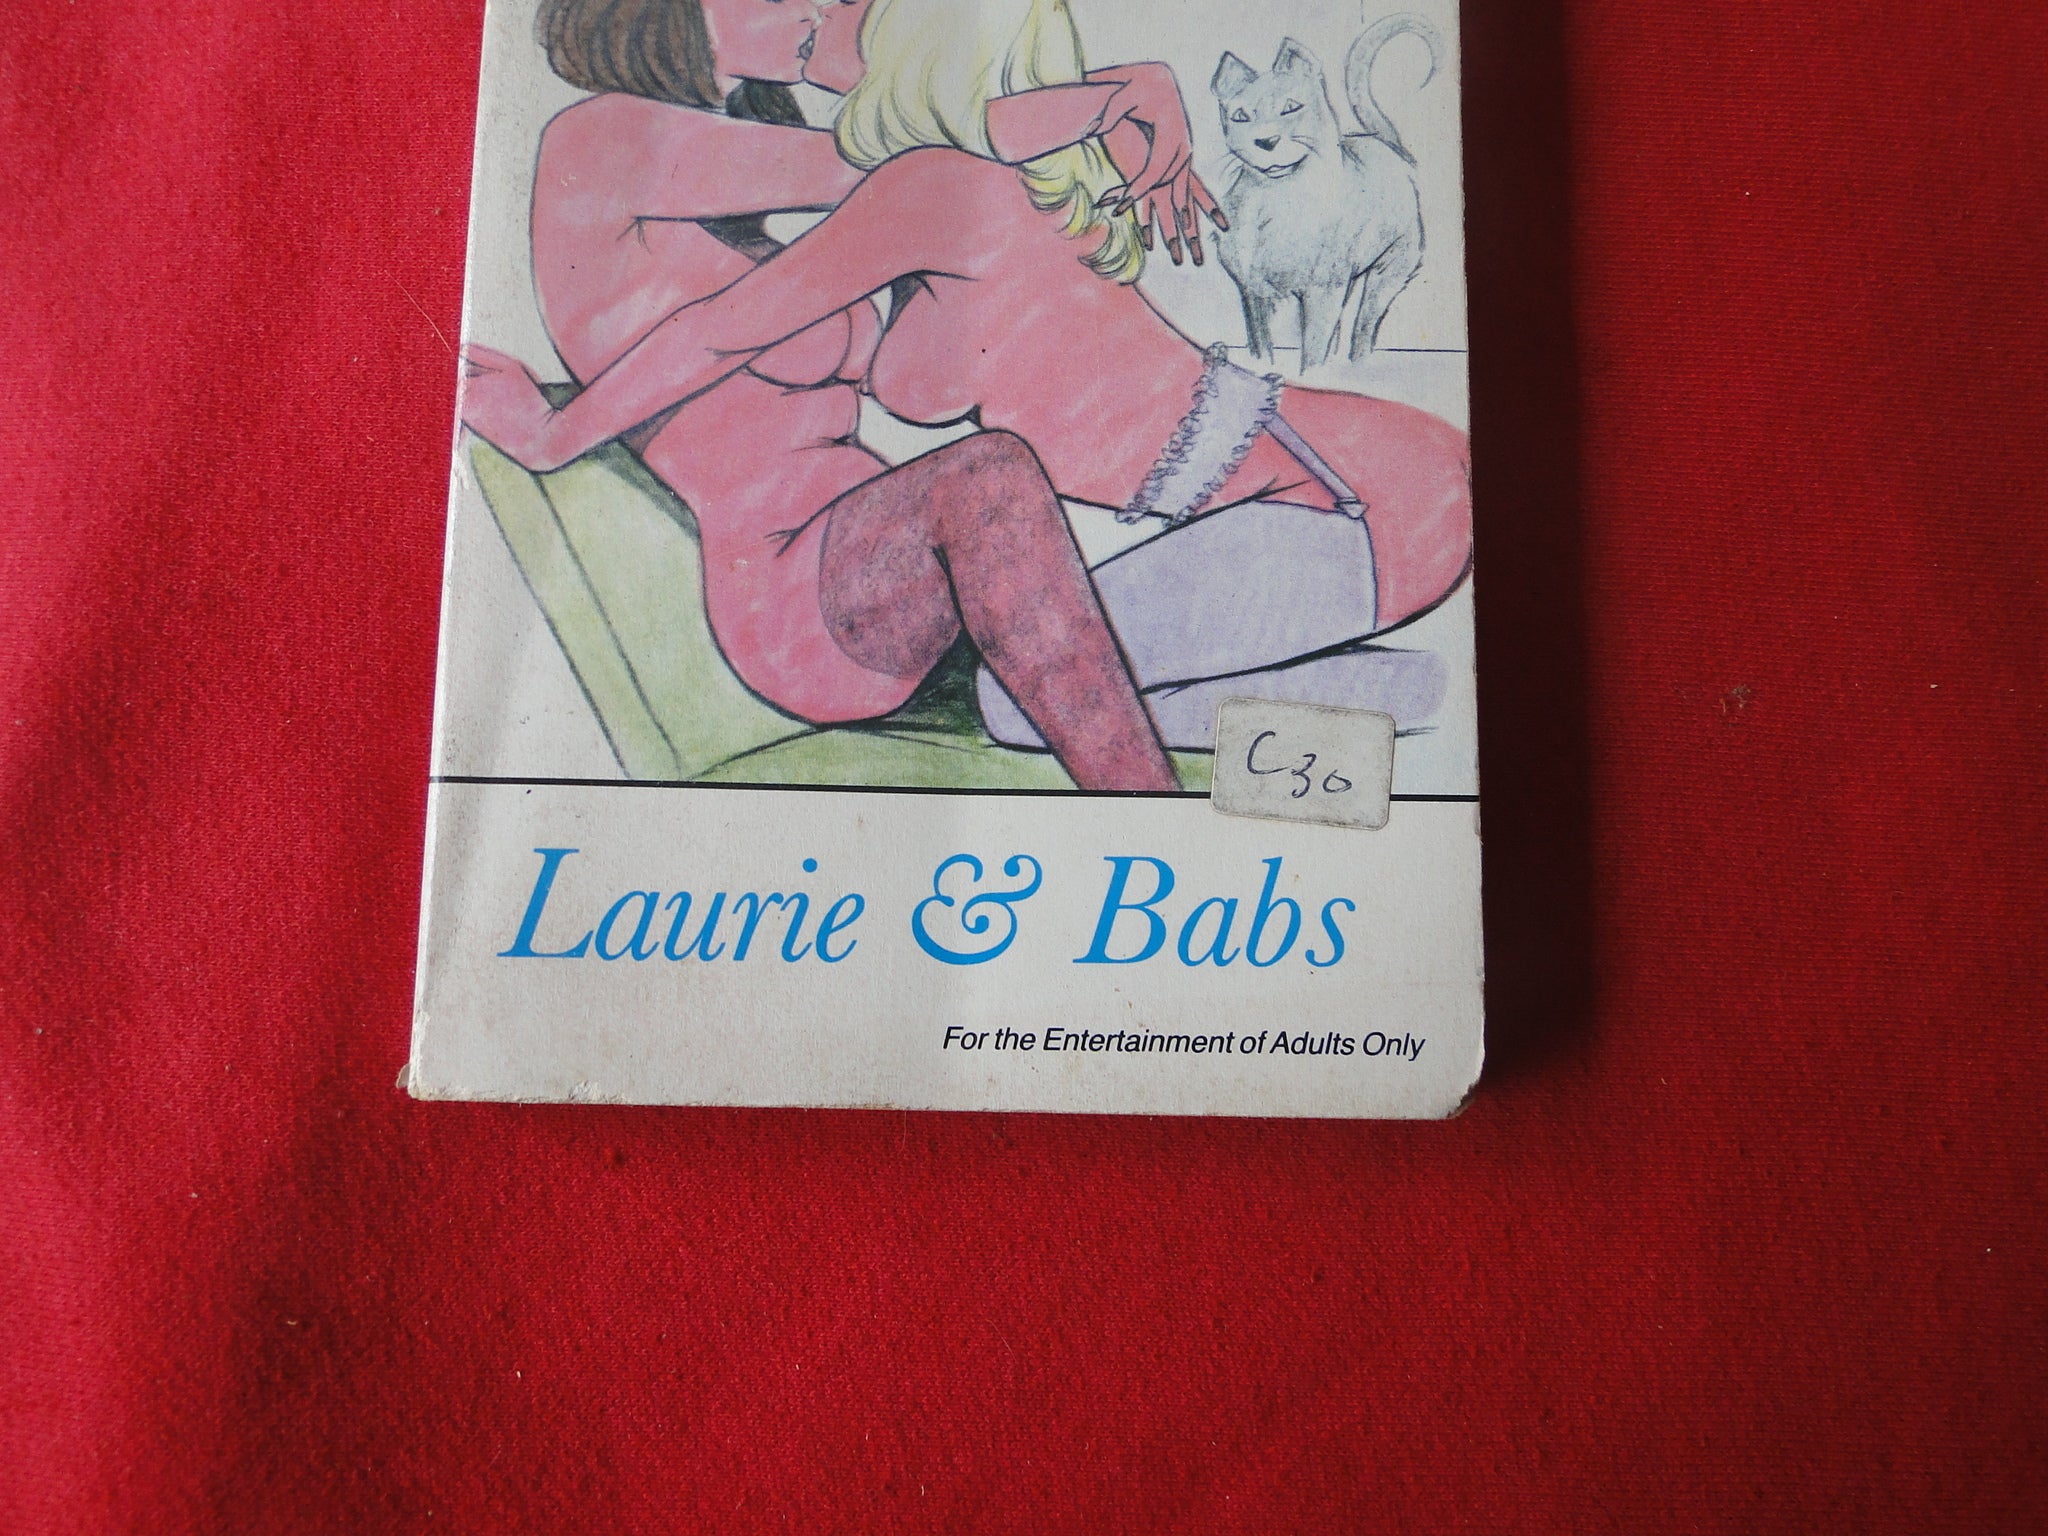 C30
Laurie & Babs
For the Entertainment of Adults Only